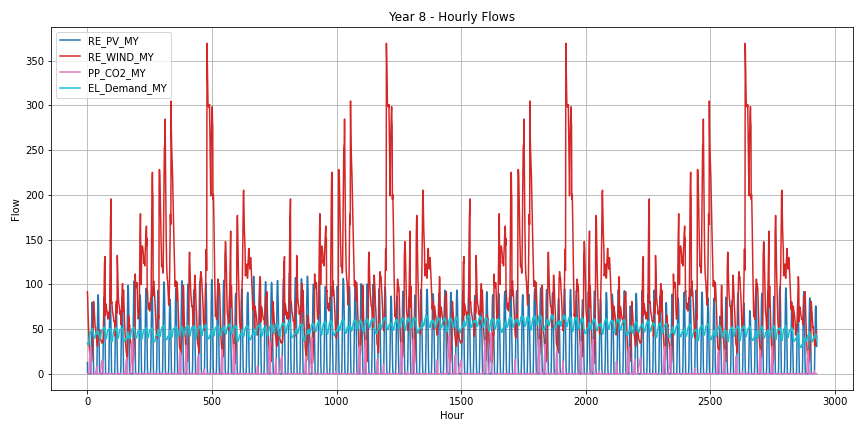 Year 8 - Hourly Flows
RE_PV_MY
RE_WIND_MY
PP_CO2_MY
EL_Demand_MY
350
300
250
200
150
100
50
0
Flow
0 500 1000 1500 2000 2500 3000
Hour